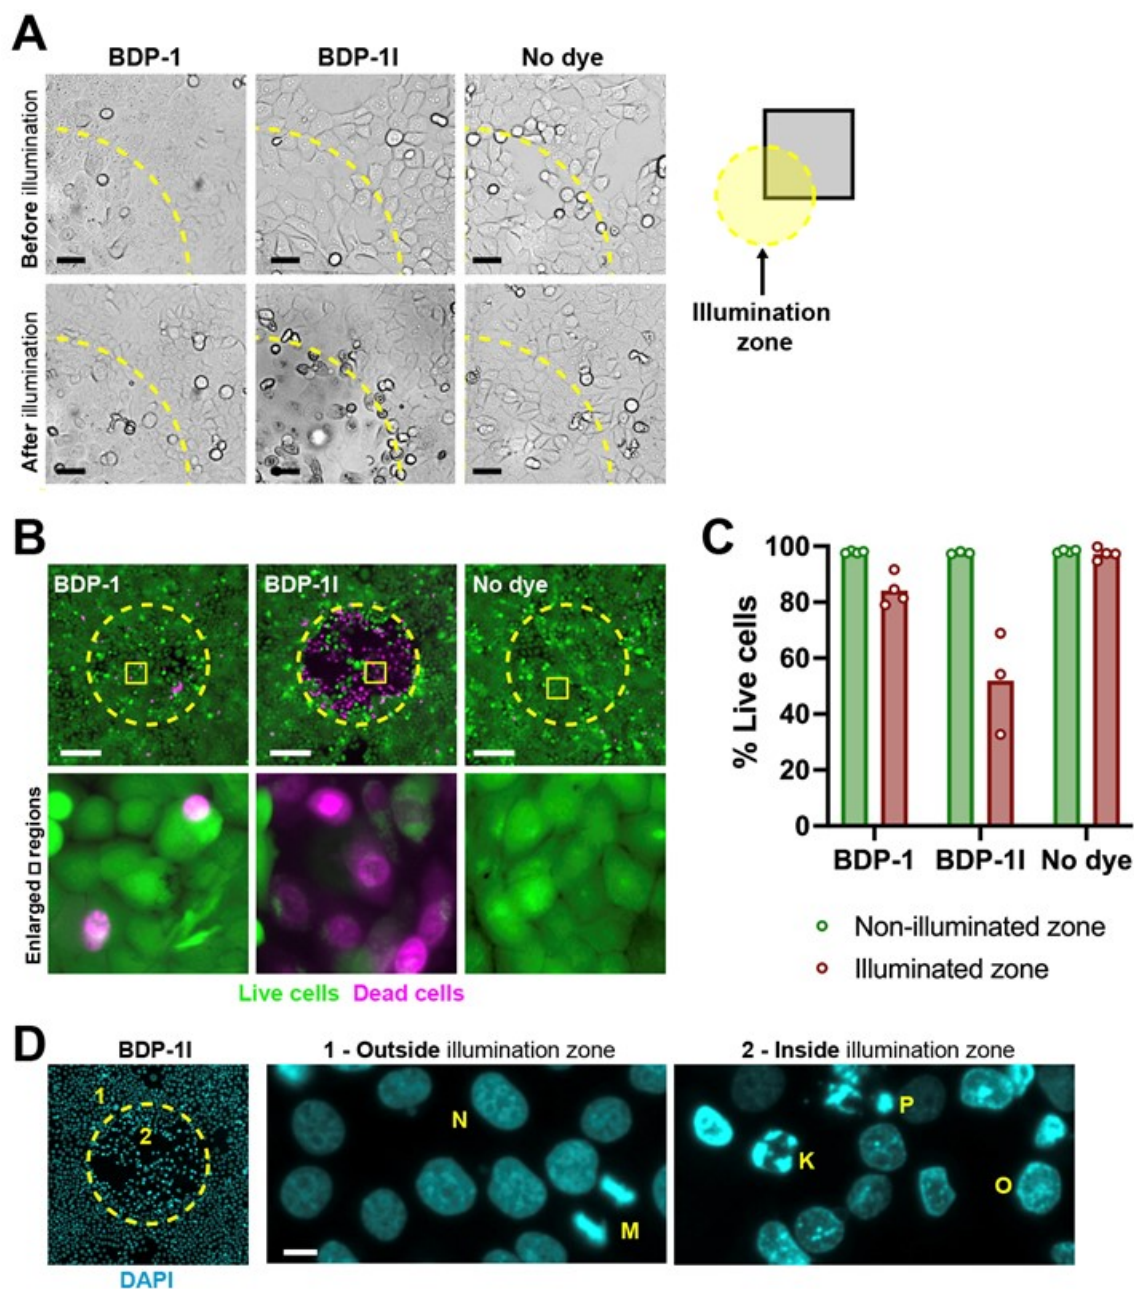 A
BDP-1
BDP-1I
No dye
Before illumination
After illumination
Illumination
zone
B
BDP-1
BDP-1I
No dye
Enlarged □ regions
Live cells Dead cells
C
% Live cells
100
80
60
40
20
0
BDP-1
BDP-1I
No dye
Non-illuminated zone
Illuminated zone
D
BDP-1I
1 - Outside illumination zone
2 - Inside illumination zone
1
2
DAPI
N
M
P
K
O